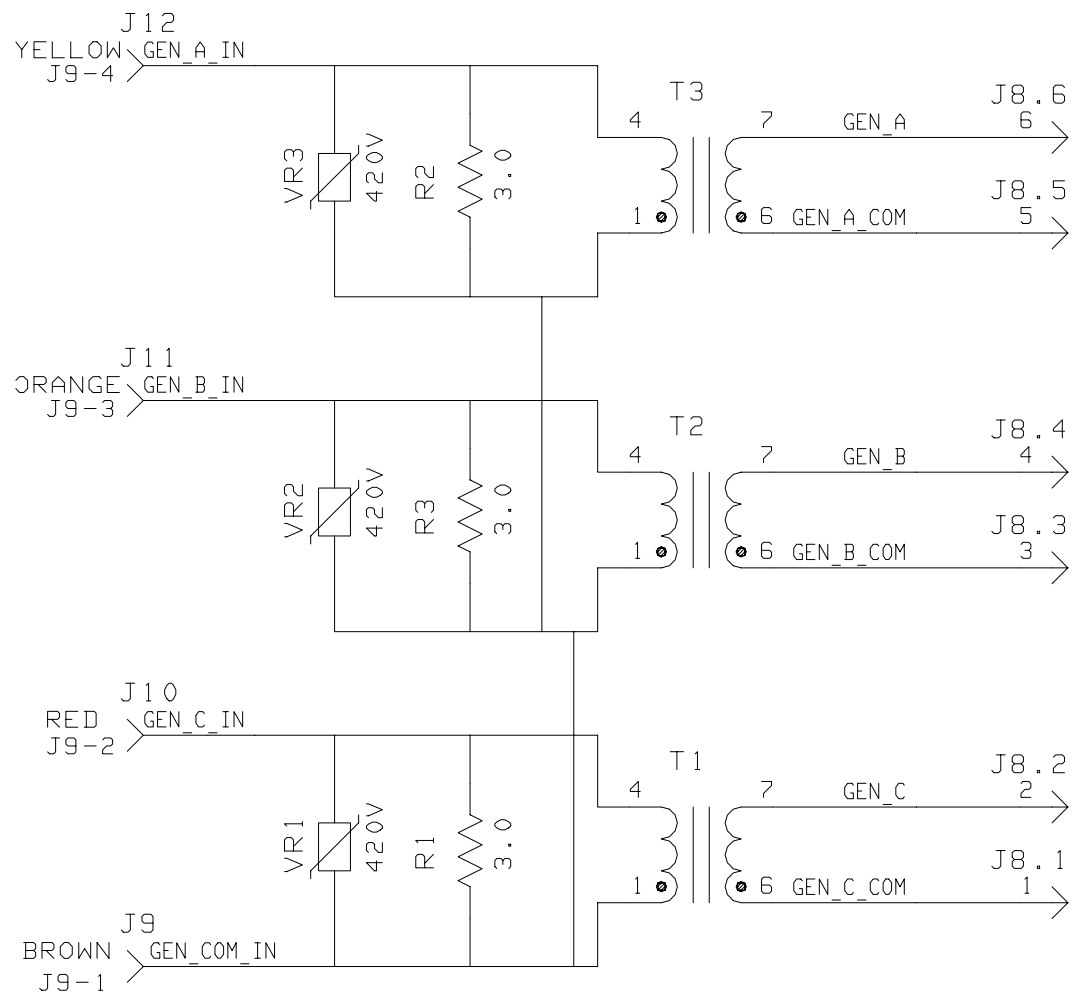 J12
YELLOW GEN_A_IN
J9-4
T3
J8.6
4 7 GEN_A 6
VR3 420V R2 3.0
J8.5
1 6 GEN_A_COM 5
J11
ORANGE GEN_B_IN
J9-3
T2
J8.4
4 7 GEN_B 4
VR2 420V R3 3.0
J8.3
1 6 GEN_B_COM 3
J10
RED GEN_C_IN
J9-2
T1
J8.2
4 7 GEN_C 2
VR1 420V R1 3.0
J8.1
1 6 GEN_C_COM 1
J9
BROWN GEN_COM_IN
J9-1